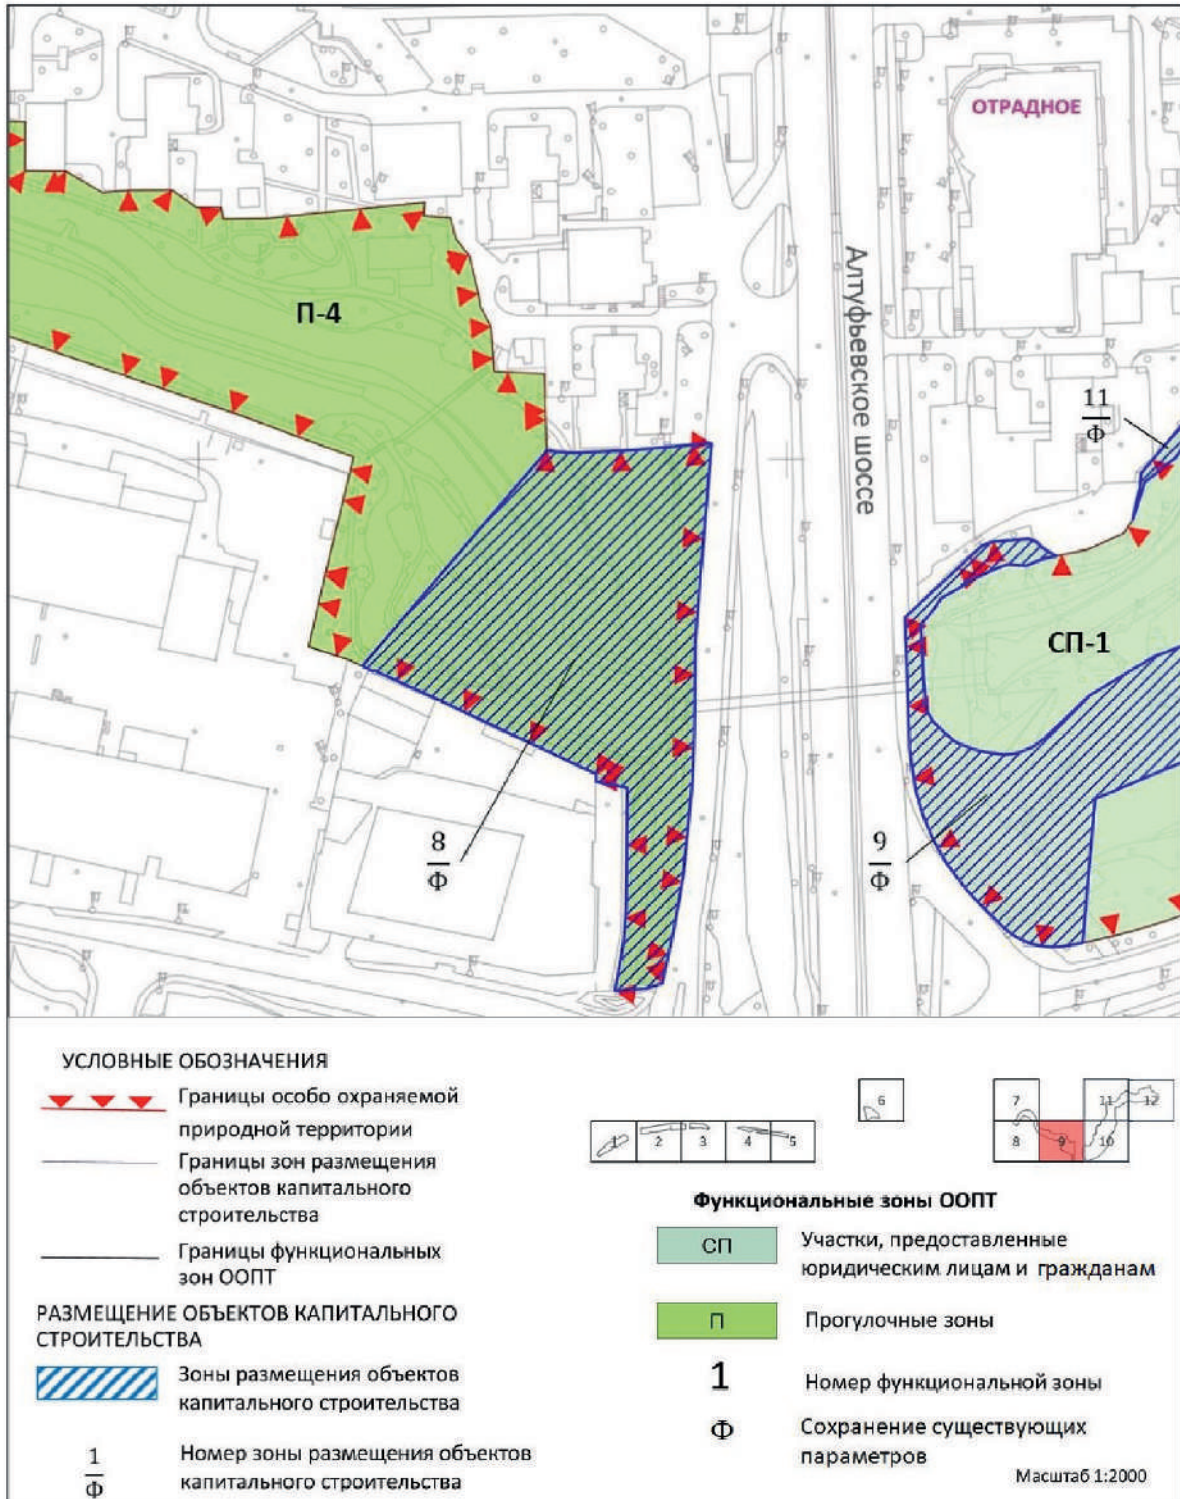 ОТРАДНОЕ
П-4
Алтуфьевское шоссе
11
Ф
СП-1
8
Ф
9
Ф
УСЛОВНЫЕ ОБОЗНАЧЕНИЯ
Границы особо охраняемой
природной территории
Границы зон размещения
объектов капитального
строительства
Границы функциональных
зон ООПТ
РАЗМЕЩЕНИЕ ОБЪЕКТОВ КАПИТАЛЬНОГО
СТРОИТЕЛЬСТВА
Зоны размещения объектов
капитального строительства
1
Ф
Номер зоны размещения объектов
капитального строительства
6
7
11
12
1
2
3
4
5
8
9
10
Функциональные зоны ООПТ
СП
Участки, предоставленные
юридическим лицам и гражданам
П
Прогулочные зоны
1
Номер функциональной зоны
Ф
Сохранение существующих
параметров
Масштаб 1:2000